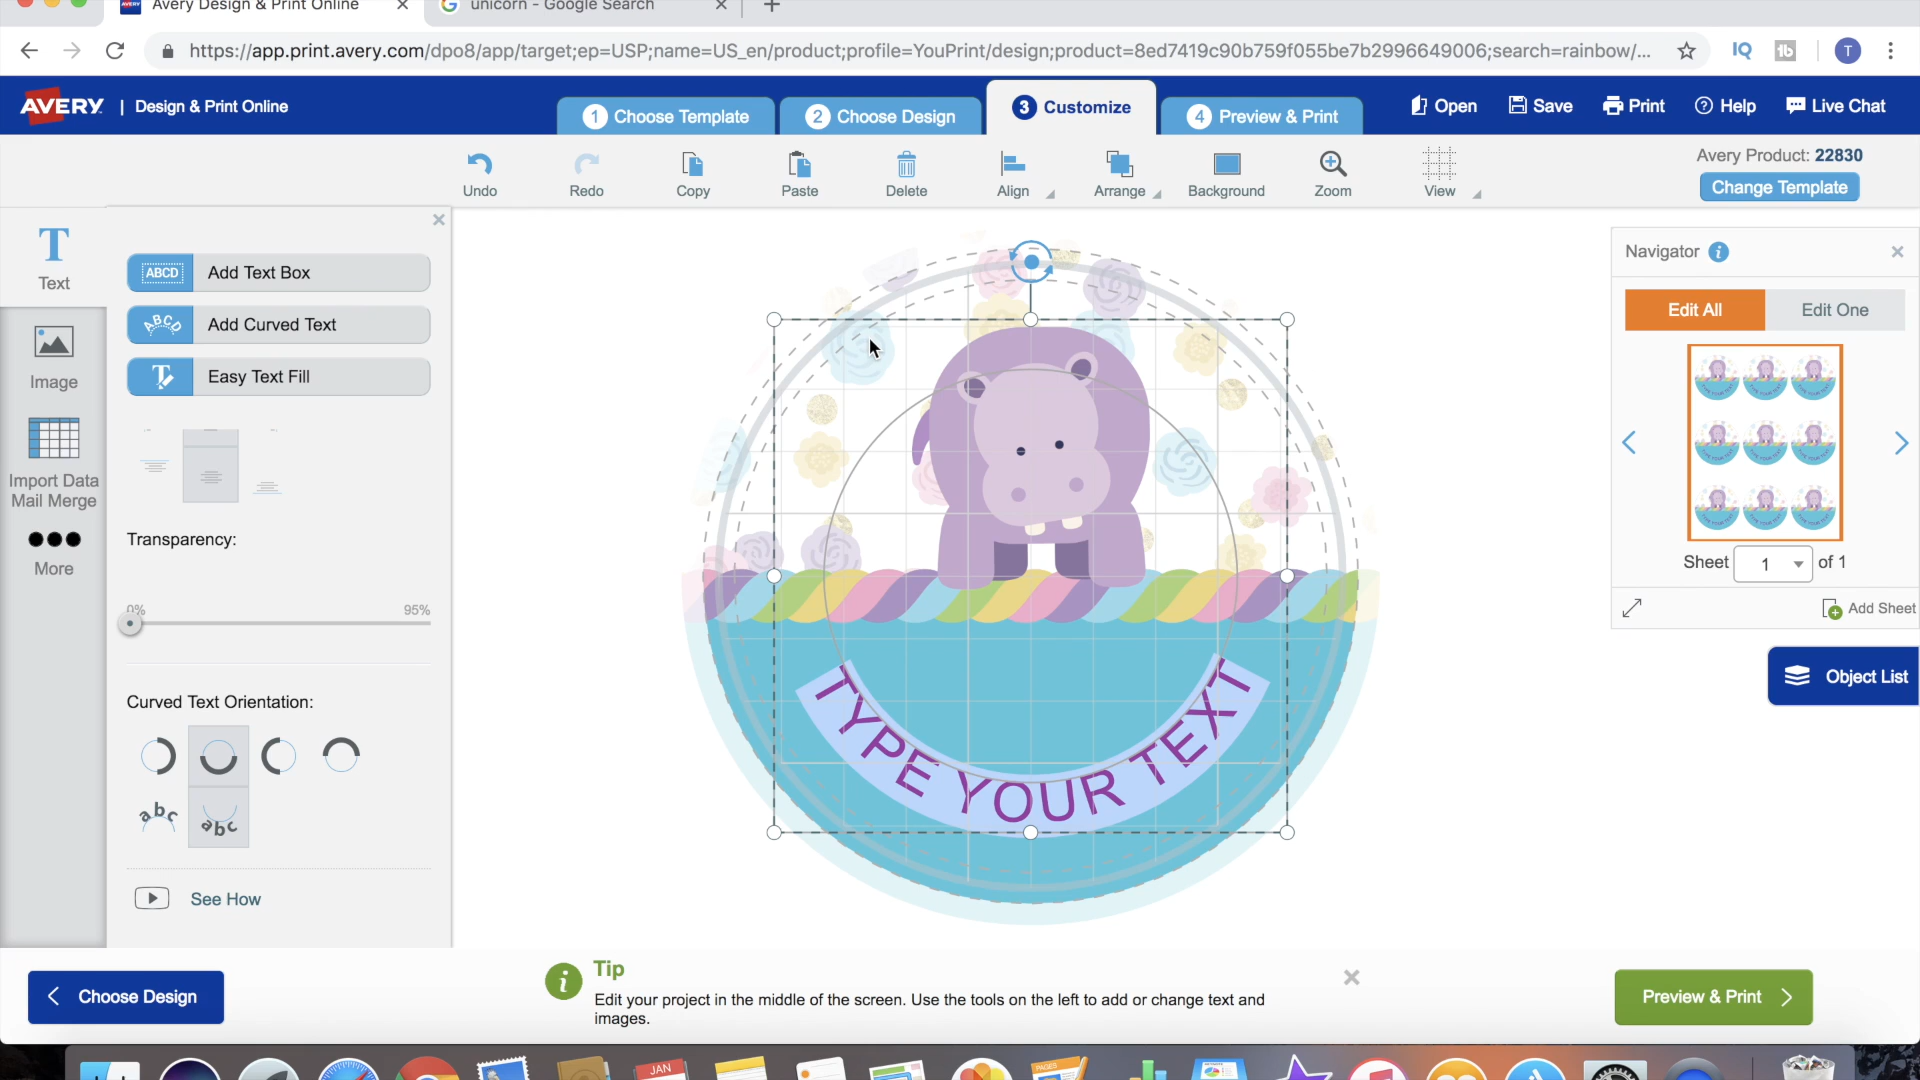 Avery Design & Print Online
unicorn - Google Search
https://app.print.avery.com/dpo8/app/target;ep=USP;name=US_en/product;profile=YouPrint/design;product=8ed7419c90b759f055be7b2996649006;search=rainbow/...
IQ
T
AVERY | Design & Print Online
1 Choose Template
2 Choose Design
3 Customize
4 Preview & Print
Open
Save
Print
Help
Live Chat
Undo
Redo
Copy
Paste
Delete
Align
Arrange
Background
Zoom
View
Avery Product: 22830
Change Template
Text
Image
Import Data
Mail Merge
More
ABCD Add Text Box
ABCD Add Curved Text
T Easy Text Fill
Transparency:
0%
95%
Curved Text Orientation:
abc
abc
See How
TYPE YOUR TEXT
Navigator
Edit All
Edit One
Sheet 1 of 1
Add Sheet
Object List
Choose Design
Tip
Edit your project in the middle of the screen. Use the tools on the left to add or change text and
images.
Preview & Print
JAN
PAGES